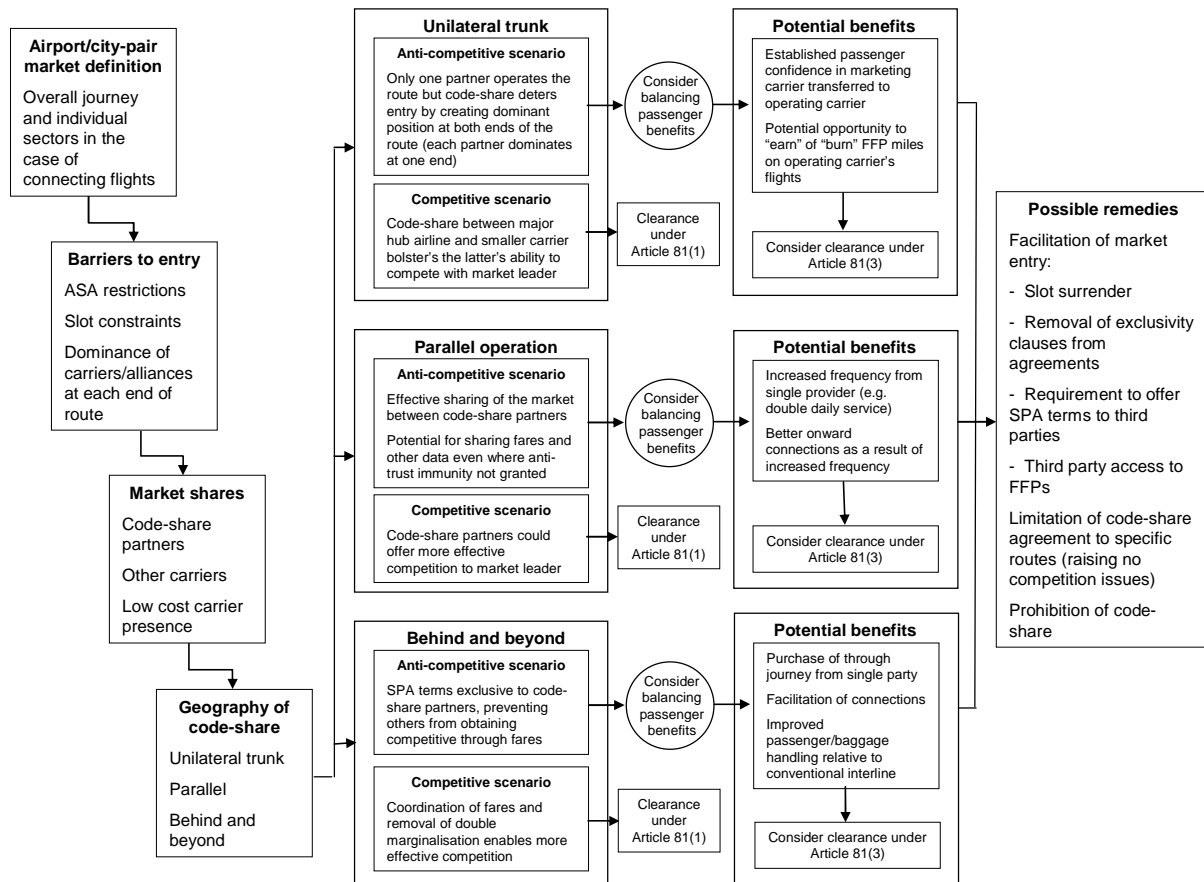 Airport/city-pair
market definition
Overall journey
and individual
sectors in the
case of
connecting flights
Barriers to entry
ASA restrictions
Slot constraints
Dominance of
carriers/alliances
at each end of
route
Market shares
Code-share
partners
Other carriers
Low cost carrier
presence
Geography of
code-share
Unilateral trunk
Parallel
Behind and
beyond
Unilateral trunk
Anti-competitive scenario
Only one partner operates the
route but code-share deters
entry by creating dominant
position at both ends of the
route (each partner dominates
at one end)
Competitive scenario
Code-share between major
hub airline and smaller carrier
bolster's the latter's ability to
compete with market leader
Consider
balancing
passenger
benefits
Clearance
under
Article 81(1)
Potential benefits
Established passenger
confidence in marketing
carrier transferred to
operating carrier
Potential opportunity to
“earn” of “burn” FFP miles
on operating carrier's
flights
Consider clearance under
Article 81(3)
Parallel operation
Anti-competitive scenario
Effective sharing of the market
between code-share partners
Potential for sharing fares and
other data even where anti-
trust immunity not granted
Competitive scenario
Code-share partners could
offer more effective
competition to market leader
Consider
balancing
passenger
benefits
Clearance
under
Article 81(1)
Potential benefits
Increased frequency from
single provider (e.g.
double daily service)
Better onward
connections as a result of
increased frequency
Consider clearance under
Article 81(3)
Behind and beyond
Anti-competitive scenario
SPA terms exclusive to code-
share partners, preventing
others from obtaining
competitive through fares
Competitive scenario
Coordination of fares and
removal of double
marginalisation enables more
effective competition
Consider
balancing
passenger
benefits
Clearance
under
Article 81(1)
Potential benefits
Purchase of through
journey from single party
Facilitation of connections
Improved
passenger/baggage
handling relative to
conventional interline
Consider clearance under
Article 81(3)
Possible remedies
Facilitation of market
entry:
- Slot surrender
- Removal of exclusivity
clauses from
agreements
- Requirement to offer
SPA terms to third
parties
- Third party access to
FFPs
Limitation of code-share
agreement to specific
routes (raising no
competition issues)
Prohibition of code-
share